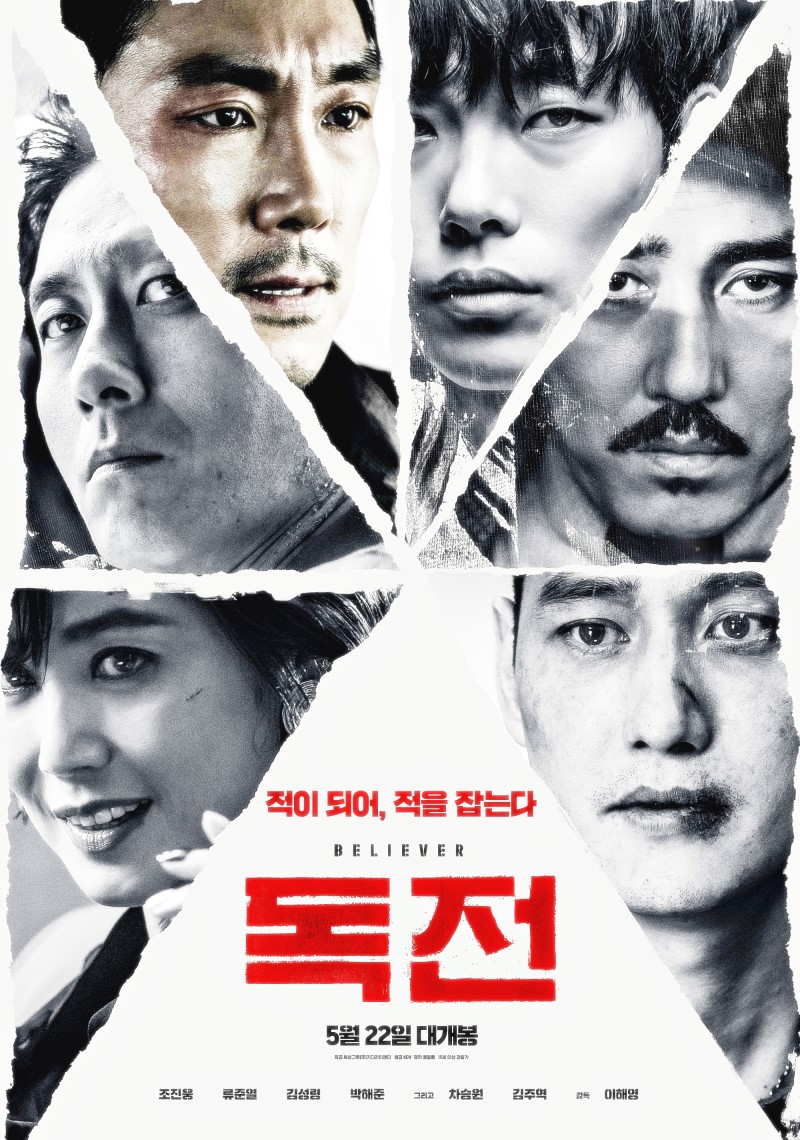 적이 되어, 적을 잡는다
BELIEVER
독전
5월 22일 대개봉
조진웅 류준열 김성령 박해준 그리고 차승원 김주혁 감독 이해영